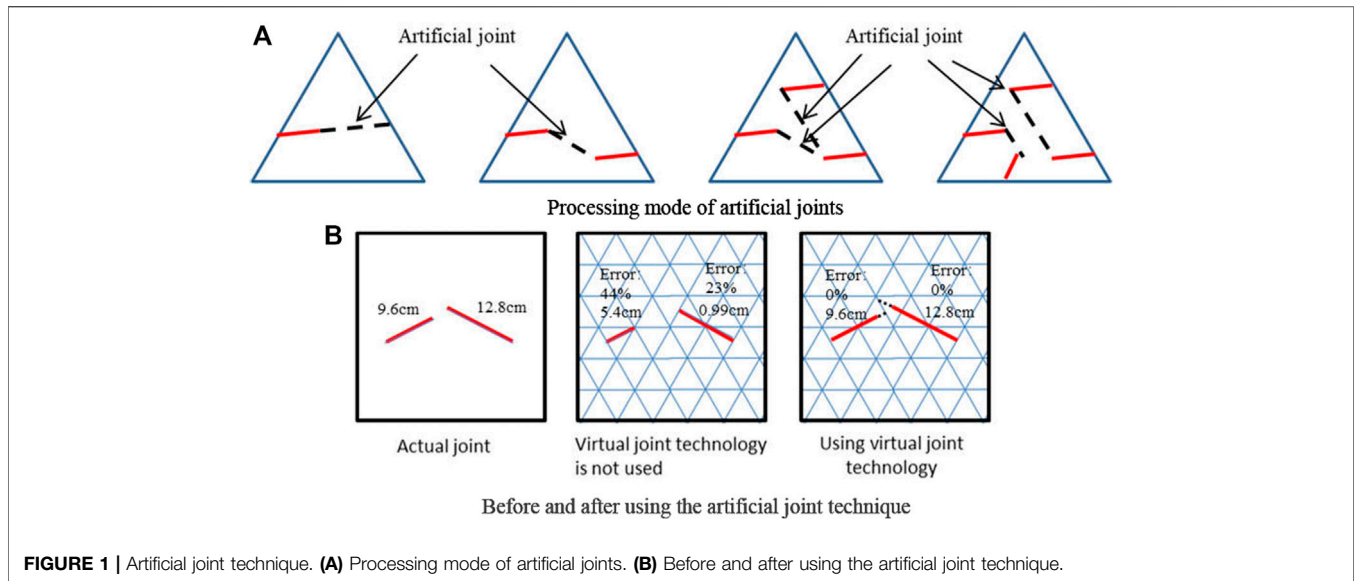 A
Artificial joint
Artificial joint
Processing mode of artificial joints
B
9.6cm
12.8cm
Error:
44%
5.4cm
Error:
23%
0.99cm
Error:
0%
9.6cm
Error:
0%
12.8cm
Actual joint
Virtual joint technology
is not used
Using virtual joint
technology
Before and after using the artificial joint technique
FIGURE 1 | Artificial joint technique. (A) Processing mode of artificial joints. (B) Before and after using the artificial joint technique.